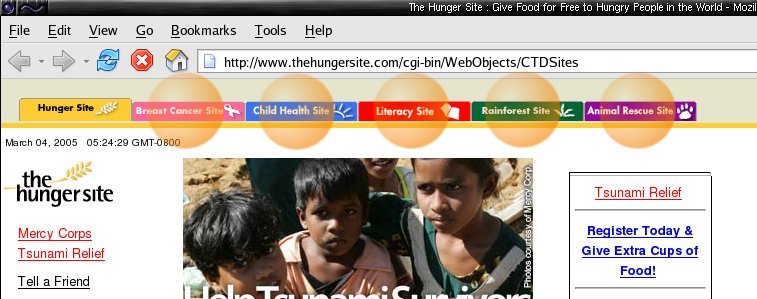 The Hunger Site : Give Food for Free to Hungry People in the World - Mozil
File Edit View Go Bookmarks Tools Help
http://www.thehungersite.com/cgi-bin/WebObjects/CTDSites
Hunger Site Breast Cancer Site Child Health Site Literacy Site Rainforest Site Animal Rescue Site
March 04, 2005 05:24:29 GMT-0800
the
hungersite
Mercy Corps
Tsunami Relief
Tell a Friend
Photos courtesy of Mercy Corp
Help Tsunami Survivors
Tsunami Relief
Register Today &
Give Extra Cups of
Food!